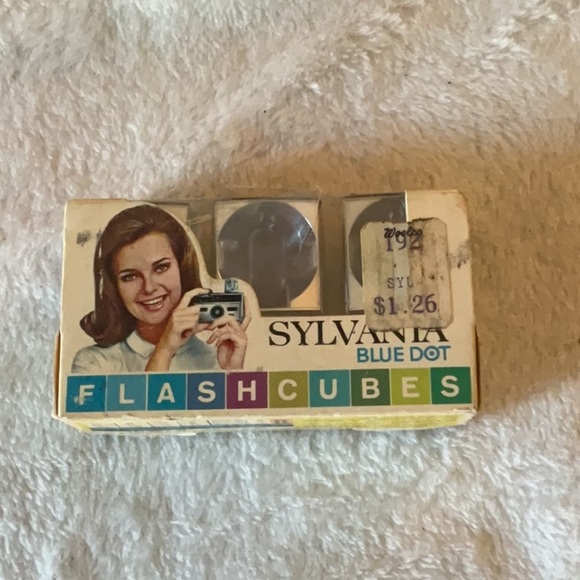 Woolco
192
SYL
$1.26
SYLVANIA
BLUE DOT
FLASHCUBES